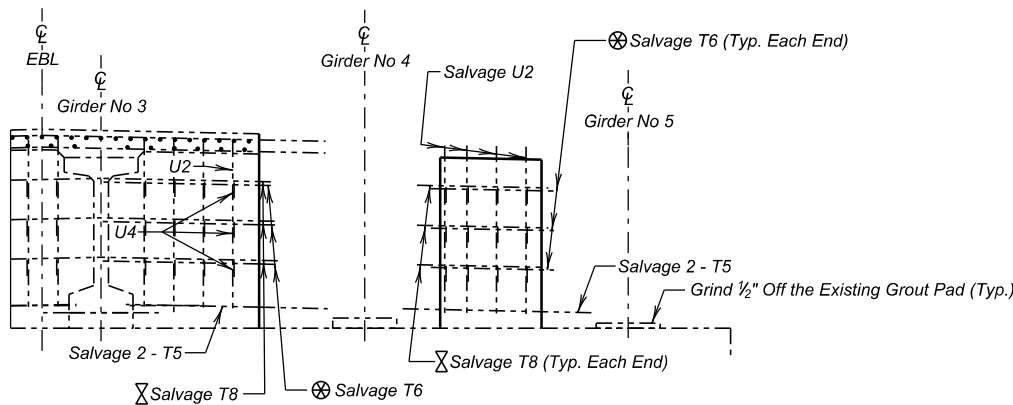 ℄
EBL
℄
Girder No 3
℄
Girder No 4
Salvage U2
Salvage T6 (Typ. Each End)
℄
Girder No 5
U2
U4
Salvage 2 - T5
Grind ½" Off the Existing Grout Pad (Typ.)
Salvage 2 - T5
Salvage T8 (Typ. Each End)
Salvage T8
Salvage T6